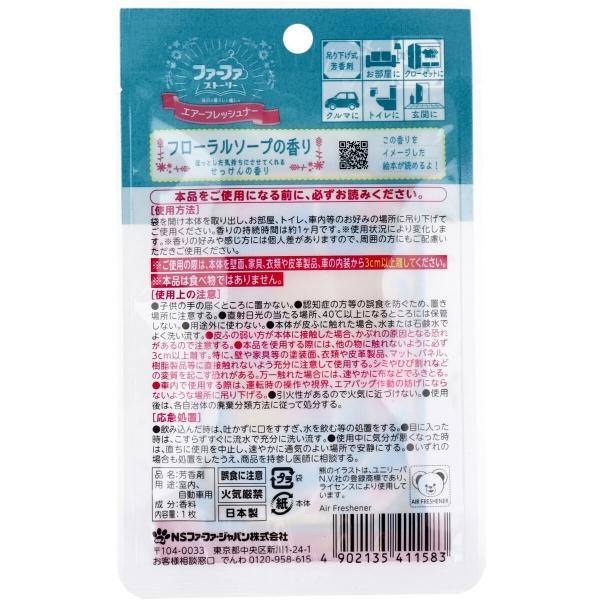 ファーファ
ストーリー
エアーフレッシュナー
吊り下げ式
芳香剤
お部屋に
クローゼットに
クルマに
トイレに
玄関に
フローラルソープの香り
ほっとした気持ちにさせてくれる
せっけんの香り
この香りを
イメージした
絵本が読めるよ!
本品をご使用になる前に、必ずお読みください。
[使用方法]
袋を開け本体を取り出し、お部屋、トイレ、車内等のお好みの場所に吊り下げて
ご使用ください。香りの持続期間は約1ヶ月です。※使用状況により変化しま
す。※香りの好みや感じ方には個人差がありますので、周囲の方にもご配慮い
ただきご使用ください。
※ご使用の際は、本体を壁面、家具、衣類や皮革製品、車の内装から3cm以上離してください。
※本品は食べ物ではありません。
[使用上の注意]
●子供の手の届くところに置かない。●認知症の方等の誤食を防ぐため、置き
場所に注意する。●直射日光の当たる場所、40℃以上になるところには保管
しない。●用途外に使わない。●本体が皮ふに触れた場合、水または石鹸水で
よく洗い流す。●皮ふの弱い方が本体に接触した場合、かぶれの原因となる恐れ
があるので注意する。●本品を使用する際には、他の物に触れないように必ず
3cm以上離す。特に、壁や家具等の塗装面、衣類や皮革製品、マット、パネル、
樹脂製品等に直接触れないよう充分に注意して使用する。シミやひび割れなど
の変質を起こす恐れがある。万一触れた場合には、速やかに布などでふきとる。
●車内で使用する際は、運転時の操作や視界、エアバッグ作動の妨げにならな
いような場所に吊り下げる。●引火性があるので火気に近づけない。●使用
後は、各自治体の廃棄分類方法に従って処分する。
[応急処置]
●飲み込んだ時は、吐かずに口をすすぎ、水を飲む等の処置をする。●目に入った
時は、こすらずすぐに流水で充分に洗い流す。●使用中に気分が悪くなった時
は、直ちに使用を中止し、速やかに通気のよい場所で安静にする。●いずれの
場合も処置をしたうえ、商品を持参し医師に相談する。
品 名:芳香剤
用 途:室内、
自動車用
成 分:香料
内容量:1枚
誤食に注意
火気厳禁
日本製
プラ
袋
紙
本体
熊のイラストは、ユニリーバ
N.V.社の登録商標であり、
ライセンスにより使用して
います。
Air Freshener
AIR FRESHENER
NSファーファ・ジャパン株式会社
〒104-0033 東京都中央区新川1-24-1
お客様相談窓口 でんわ 0120-958-615
4 902135 411583